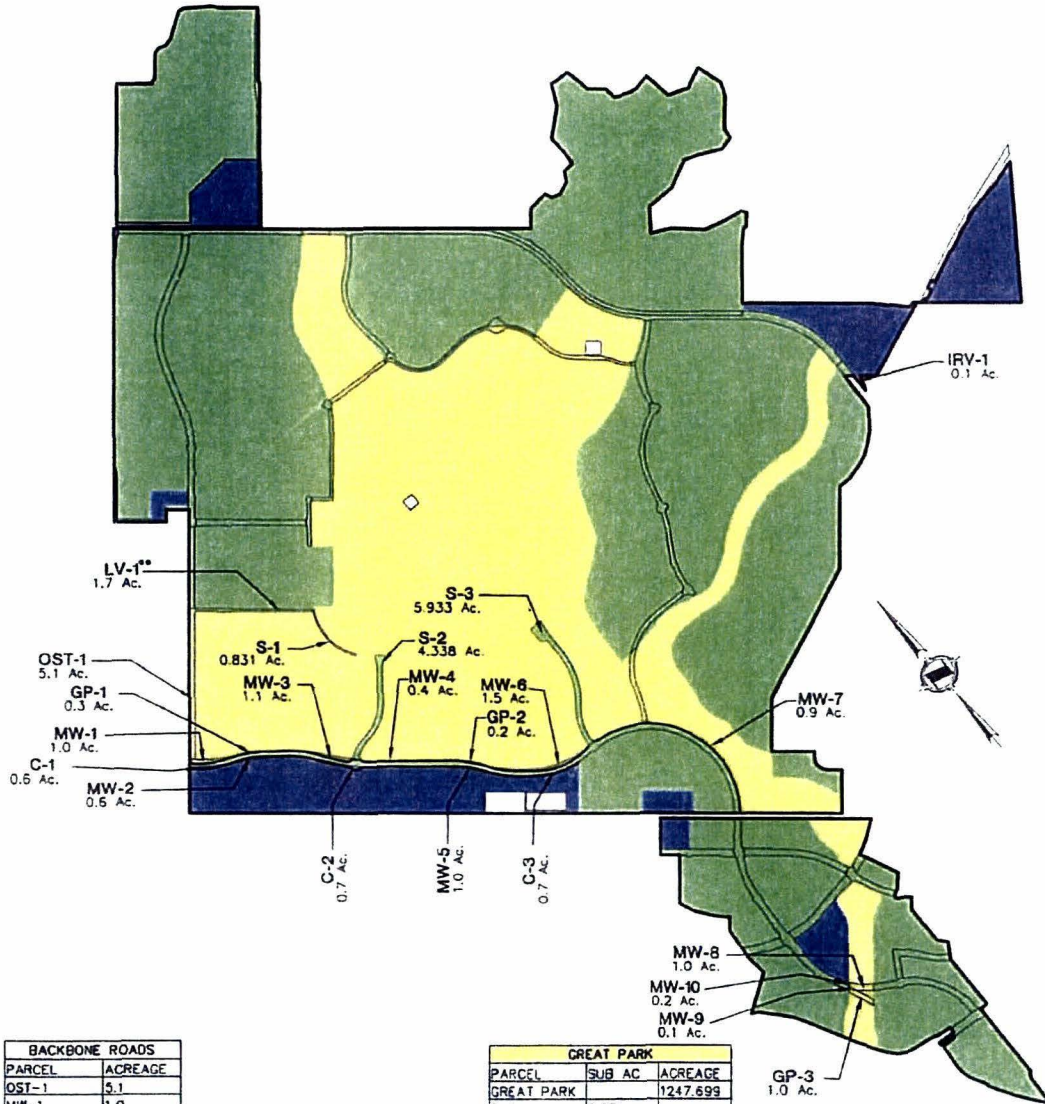 IRV-1
0.1 Ac.
LV-1**
1.7 Ac.
S-3
5.933 Ac.
S-1
0.831 Ac.
S-2
4.338 Ac.
OST-1
5.1 Ac.
GP-1
0.3 Ac.
MW-3
1.1 Ac.
MW-4
0.4 Ac.
MW-6
1.5 Ac.
GP-2
0.2 Ac.
MW-7
0.9 Ac.
MW-1
1.0 Ac.
C-1
0.6 Ac.
MW-2
0.6 Ac.
C-2
0.7 Ac.
MW-5
1.0 Ac.
C-3
0.7 Ac.
MW-8
1.0 Ac.
MW-10
0.2 Ac.
MW-9
0.1 Ac.
GP-3
1.0 Ac.
BACKBONE ROADS
PARCEL ACREAGE
OST-1 5.1
GREAT PARK
PARCEL SUB AC ACREAGE
GREAT PARK 1247.699